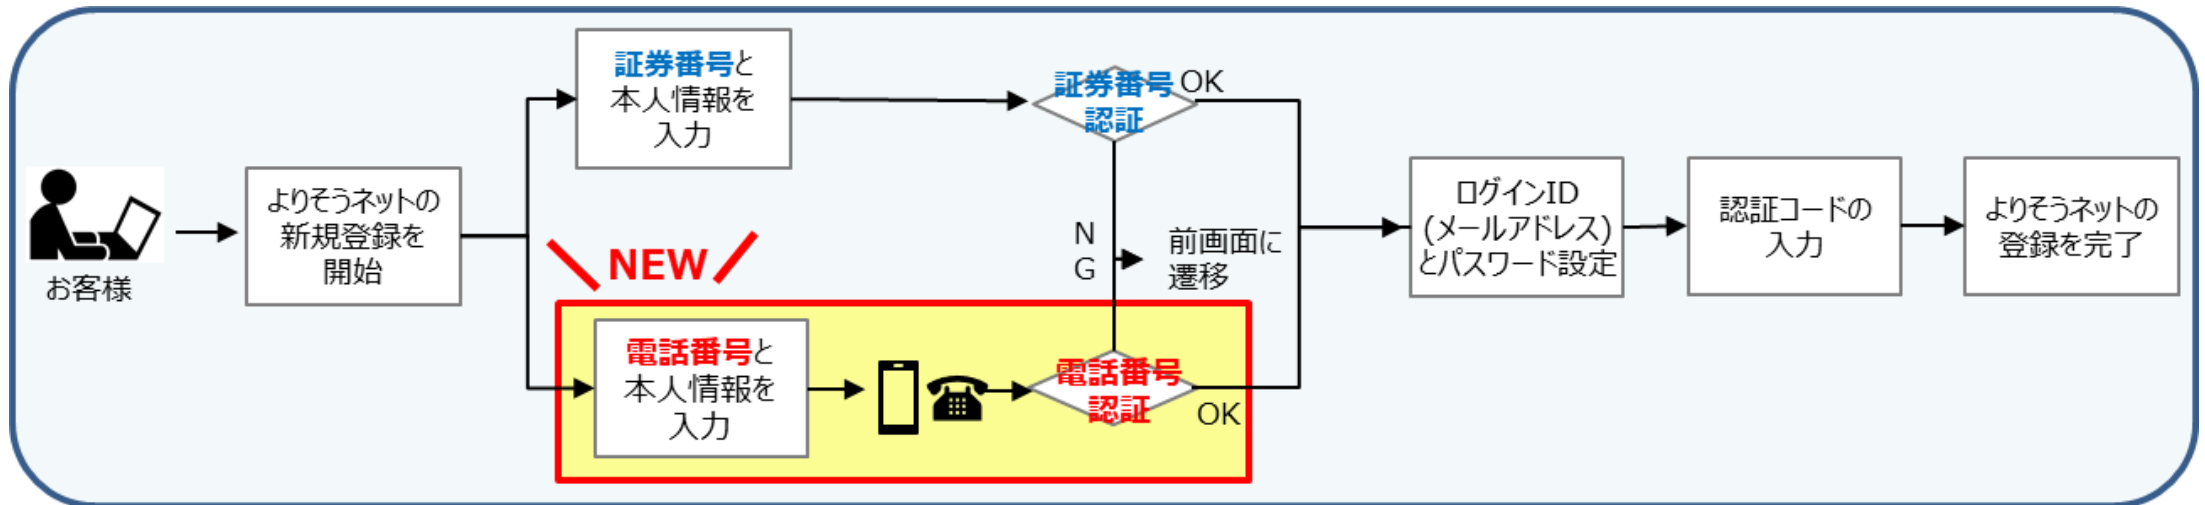 お客様
よりそうネットの
新規登録を
開始
証券番号と
本人情報を
入力
証券番号
認証
OK
NEW
電話番号と
本人情報を
入力
電話番号
認証
OK
N
G
前画面に
遷移
ログインID
(メールアドレス)
とパスワード設定
認証コードの
入力
よりそうネットの
登録を完了